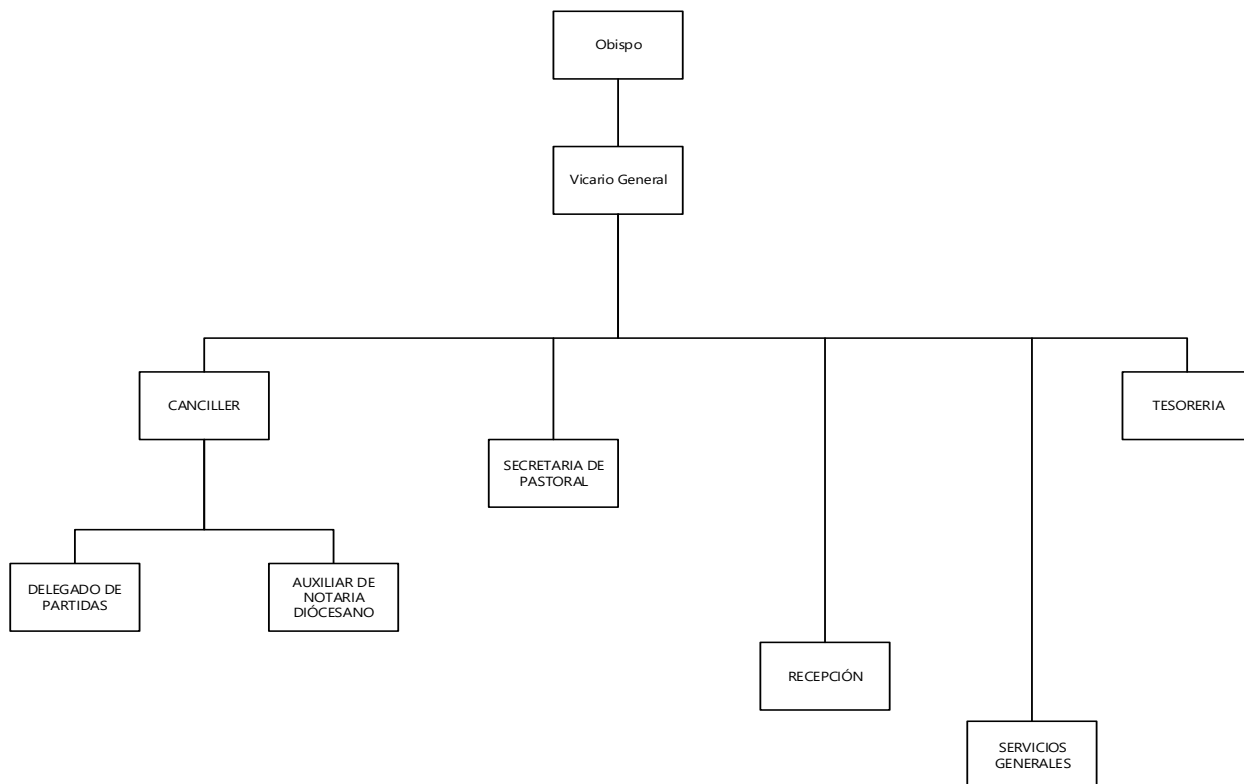 Obispo
Vicario General
CANCILLER
TESORERIA
SECRETARIA DE
PASTORAL
DELEGADO DE
PARTIDAS
AUXILIAR DE
NOTARIA
DIÓCESANO
RECEPCIÓN
SERVICIOS
GENERALES